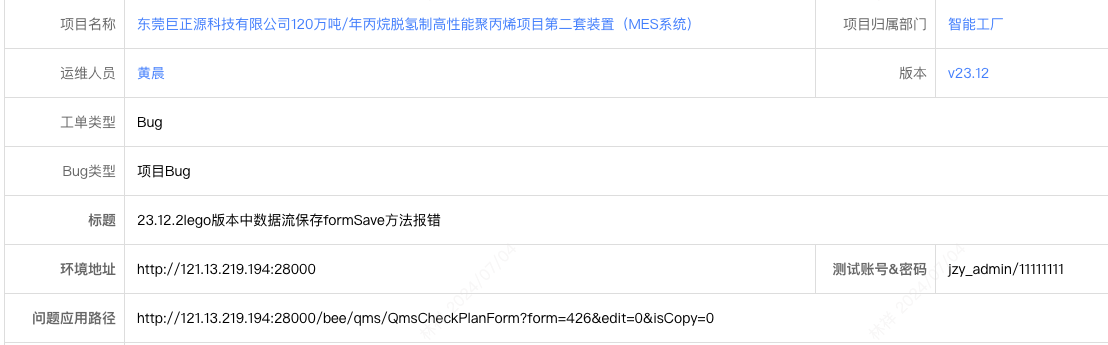 项目名称 东莞巨正源科技有限公司120万吨/年丙烷脱氢制高性能聚丙烯项目第二套装置（MES系统） 项目归属部门 智能工厂
运维人员 黄晨 版本 v23.12
工单类型 Bug
Bug类型 项目Bug
标题 23.12.2lego版本中数据流保存formSave方法报错
环境地址 http://121.13.219.194:28000 测试账号&密码 jzy_admin/11111111
问题应用路径 http://121.13.219.194:28000/bee/qms/QmsCheckPlanForm?form=426&edit=0&isCopy=0
2024/07/04
2024/07/04